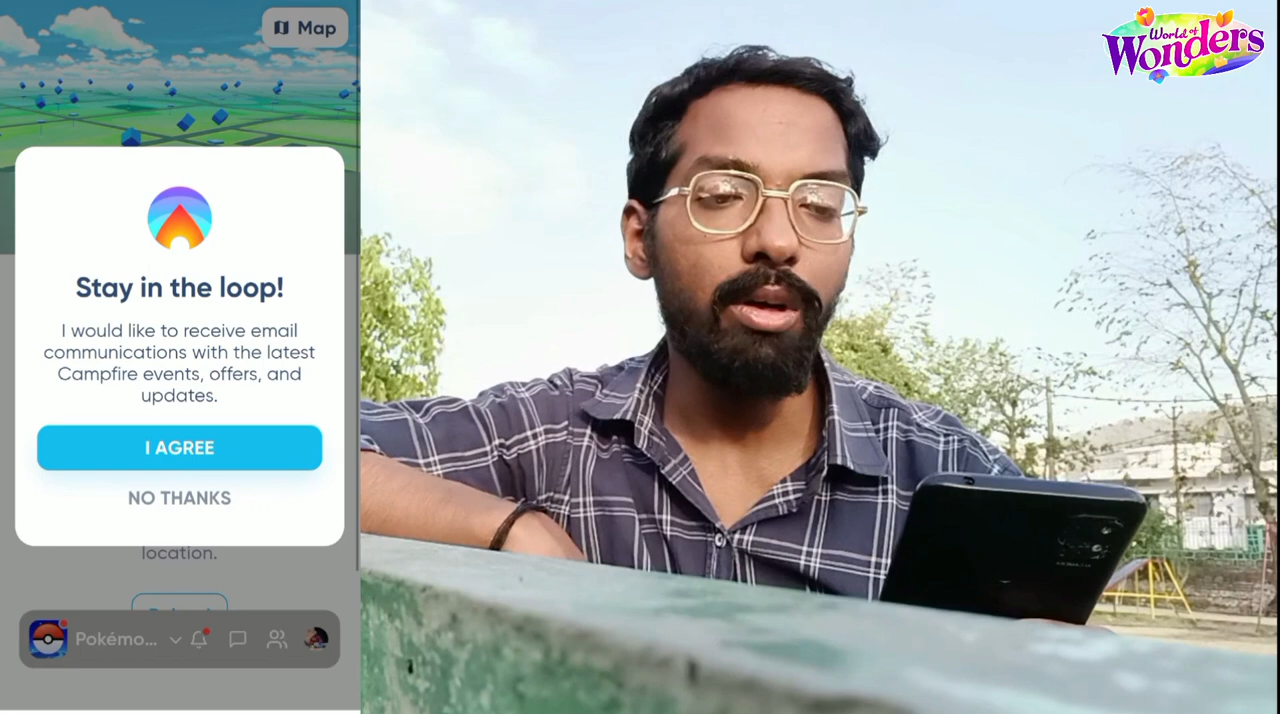 Map
Stay in the loop!
I would like to receive email
communications with the latest
Campfire events, offers, and
updates.
I AGREE
NO THANKS
location.
Pokémo...
World of
Wonders